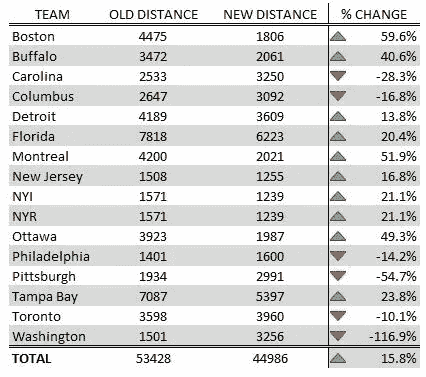 TEAM OLD DISTANCE NEW DISTANCE % CHANGE
Boston 4475 1806 59.6%
Buffalo 3472 2061 40.6%
Carolina 2533 3250 -28.3%
Columbus 2647 3092 -16.8%
Detroit 4189 3609 13.8%
Florida 7818 6223 20.4%
Montreal 4200 2021 51.9%
New Jersey 1508 1255 16.8%
NYI 1571 1239 21.1%
NYR 1571 1239 21.1%
Ottawa 3923 1987 49.3%
Philadelphia 1401 1600 -14.2%
Pittsburgh 1934 2991 -54.7%
Tampa Bay 7087 5397 23.8%
Toronto 3598 3960 -10.1%
Washington 1501 3256 -116.9%
TOTAL 53428 44986 15.8%